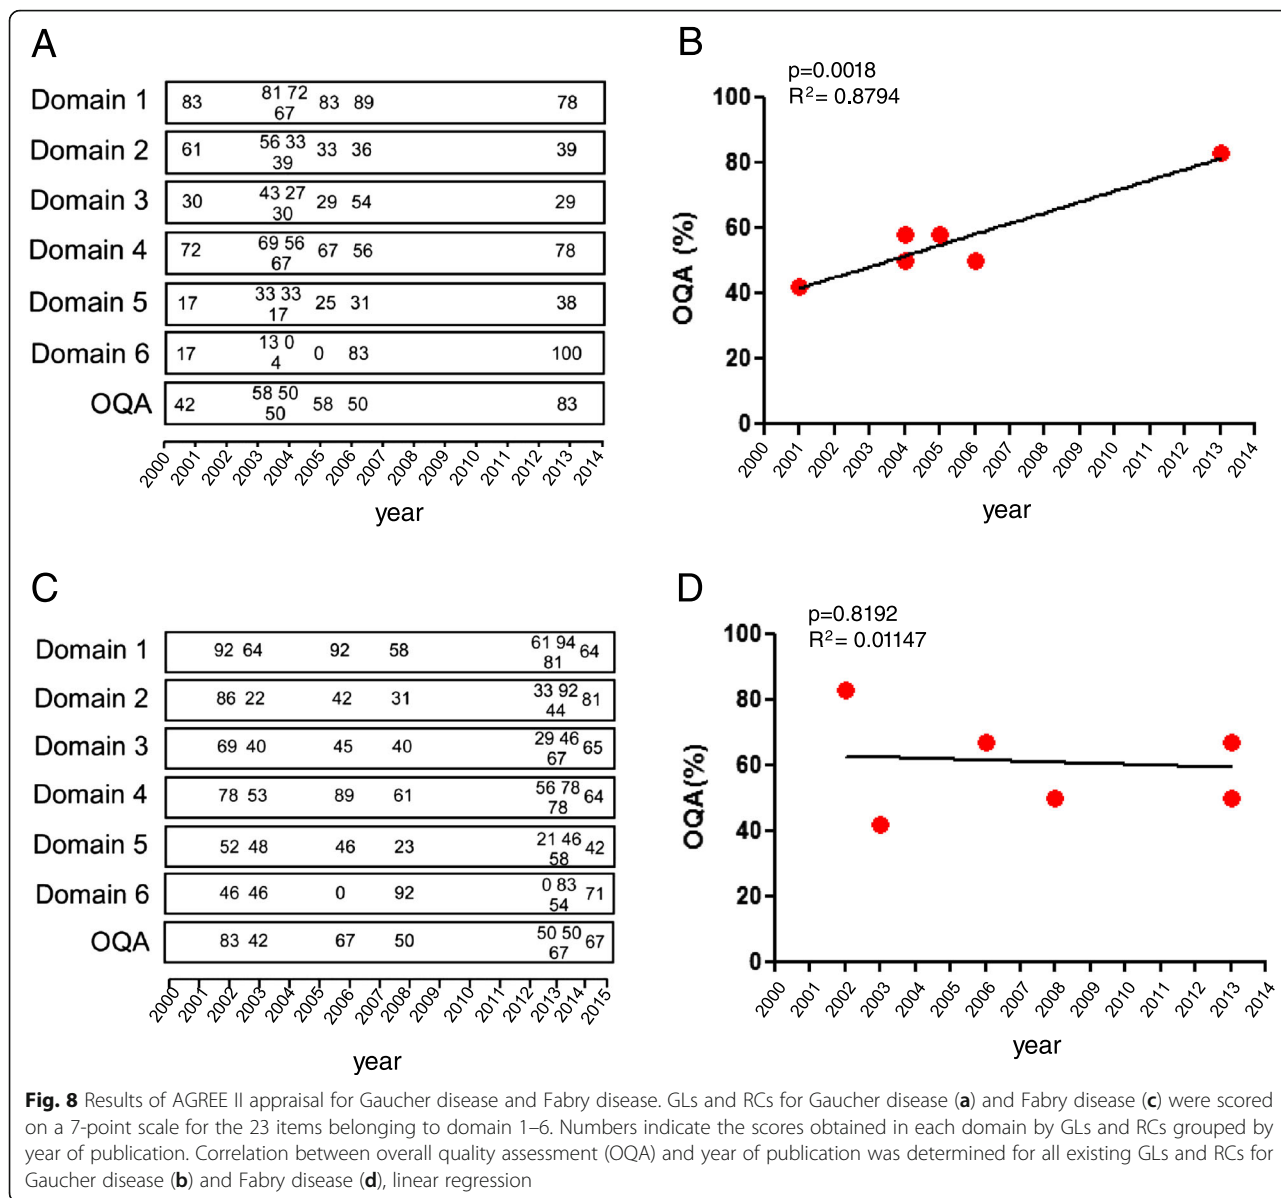 A
Domain 1 83 81 72 67 83 89 78
Domain 2 61 56 33 39 33 36 39
Domain 3 30 43 27 30 29 54 29
Domain 4 72 69 56 67 67 56 78
Domain 5 17 33 33 17 25 31 38
Domain 6 17 13 0 4 0 83 100
OQA 42 58 50 50 58 50 83
2000 2001 2002 2003 2004 2005 2006 2007 2008 2009 2010 2011 2012 2013 2014
year
B
p=0.0018
R²= 0.8794
OQA (%)
100
80
60
40
20
0
2000 2001 2002 2003 2004 2005 2006 2007 2008 2009 2010 2011 2012 2013 2014
year
C
Domain 1 92 64 92 58 61 94 81 64
Domain 2 86 22 42 31 33 92 44 81
Domain 3 69 40 45 40 29 46 67 65
Domain 4 78 53 89 61 56 78 78 64
Domain 5 52 48 46 23 21 46 58 42
Domain 6 46 46 0 92 0 83 54 71
OQA 83 42 67 50 50 50 67 67
2000 2001 2002 2003 2004 2005 2006 2007 2008 2009 2010 2011 2012 2013 2014 2015
year
D
p=0.8192
R²= 0.01147
OQA(%)
100
80
60
40
20
0
2000 2001 2002 2003 2004 2005 2006 2007 2008 2009 2010 2011 2012 2013 2014
year
Fig. 8 Results of AGREE II appraisal for Gaucher disease and Fabry disease. GLs and RCs for Gaucher disease (a) and Fabry disease (c) were scored
on a 7-point scale for the 23 items belonging to domain 1–6. Numbers indicate the scores obtained in each domain by GLs and RCs grouped by
year of publication. Correlation between overall quality assessment (OQA) and year of publication was determined for all existing GLs and RCs for
Gaucher disease (b) and Fabry disease (d), linear regression